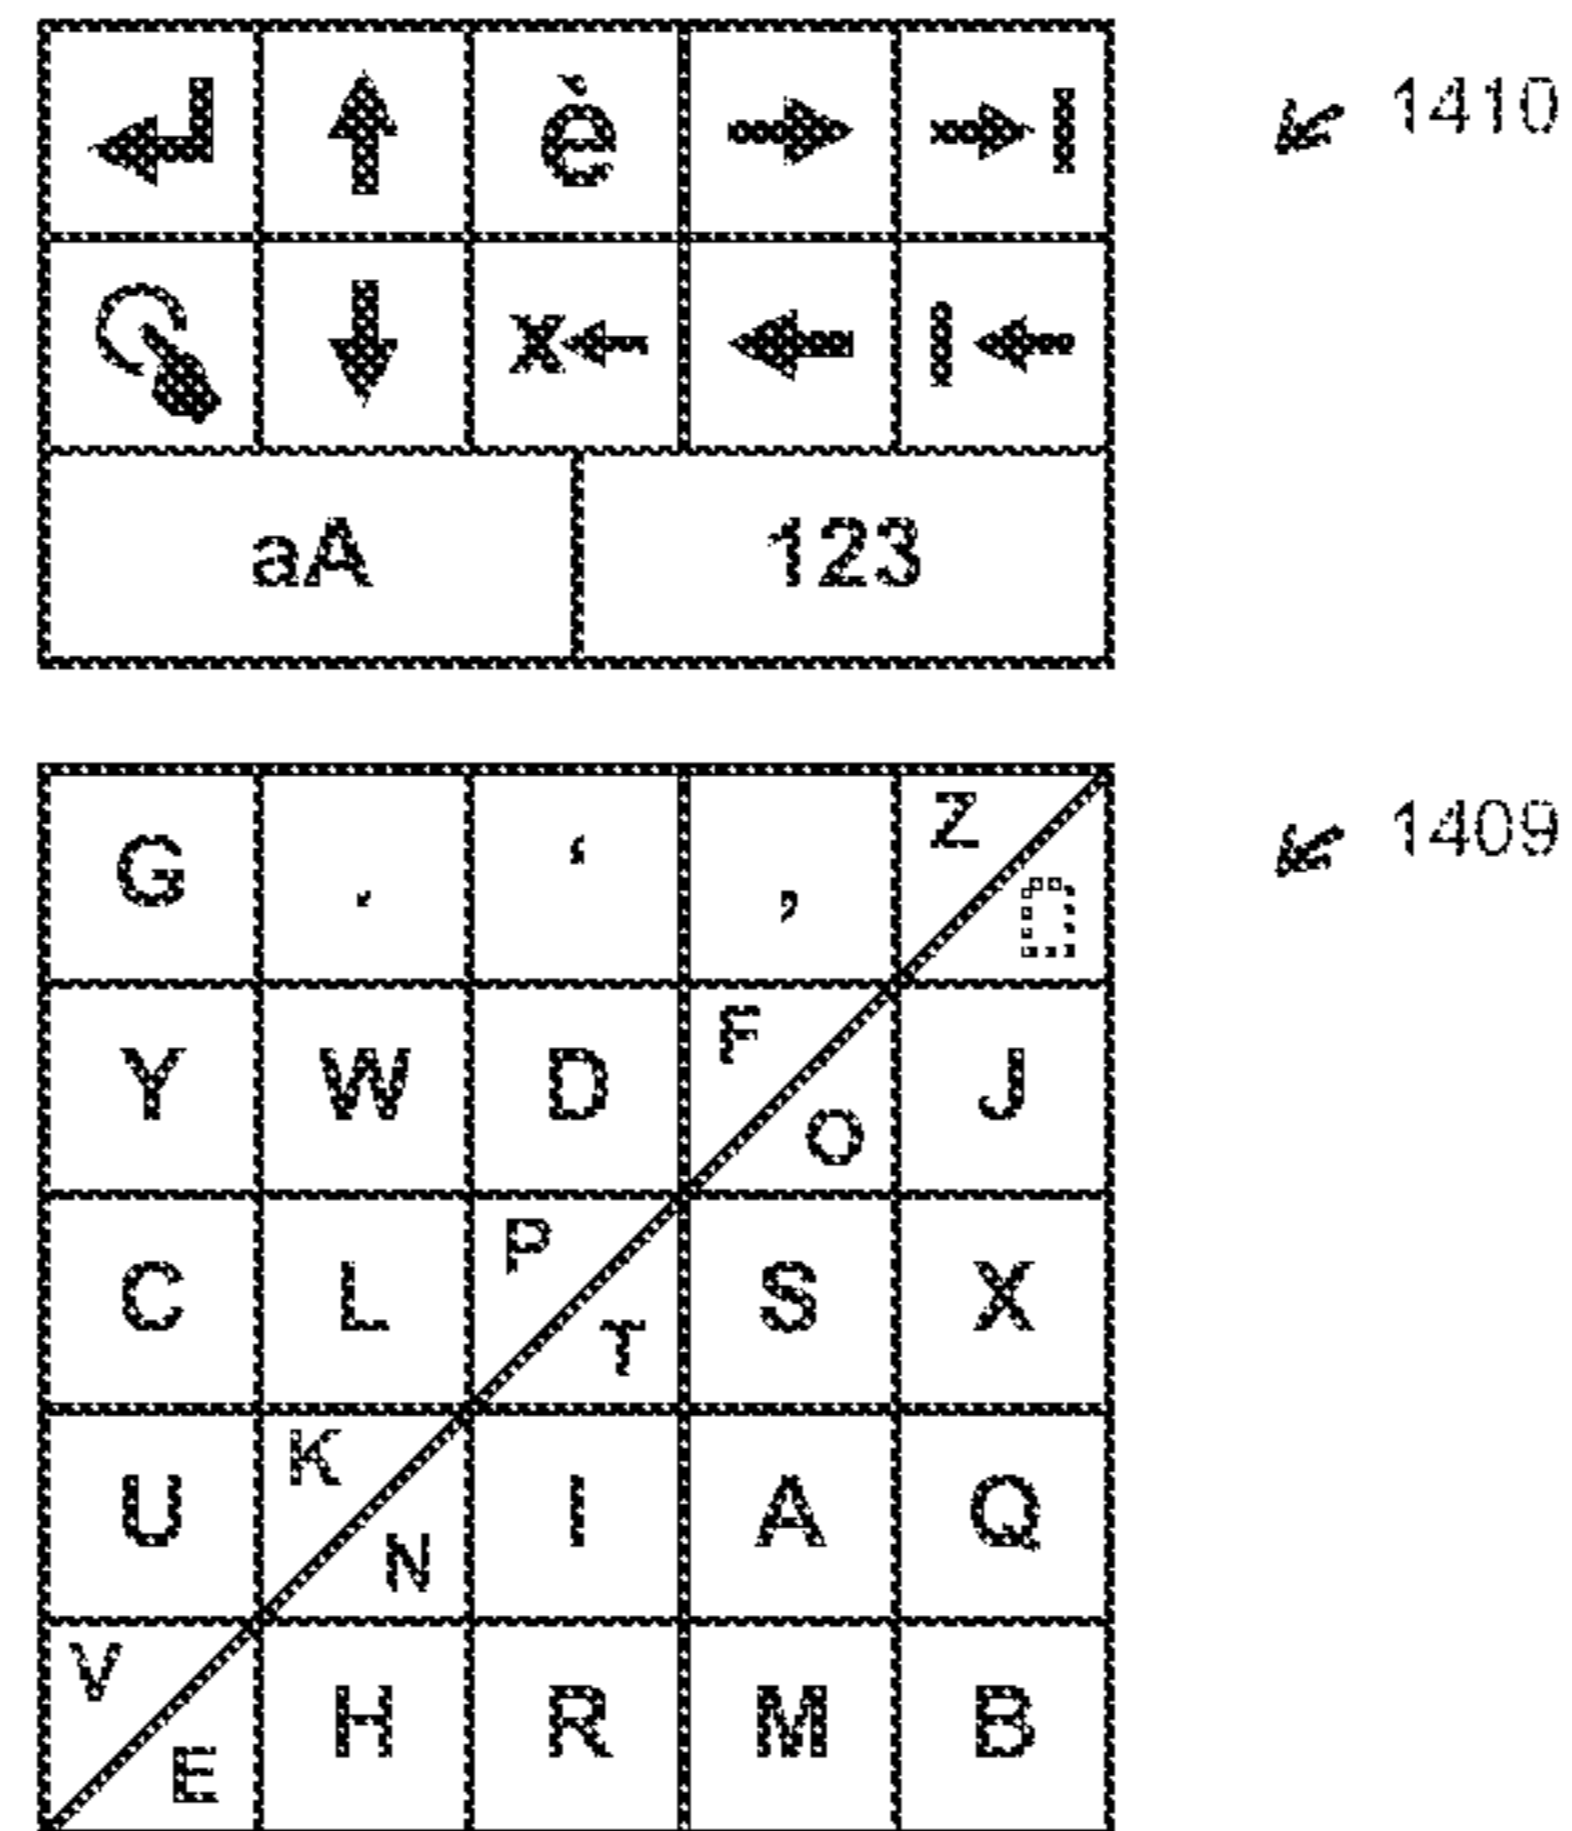 è 1410
x
aA 123
G . ‘ , Z 1409
Y W D F O J
C L P T S X
U K N I A Q
V E H R M B